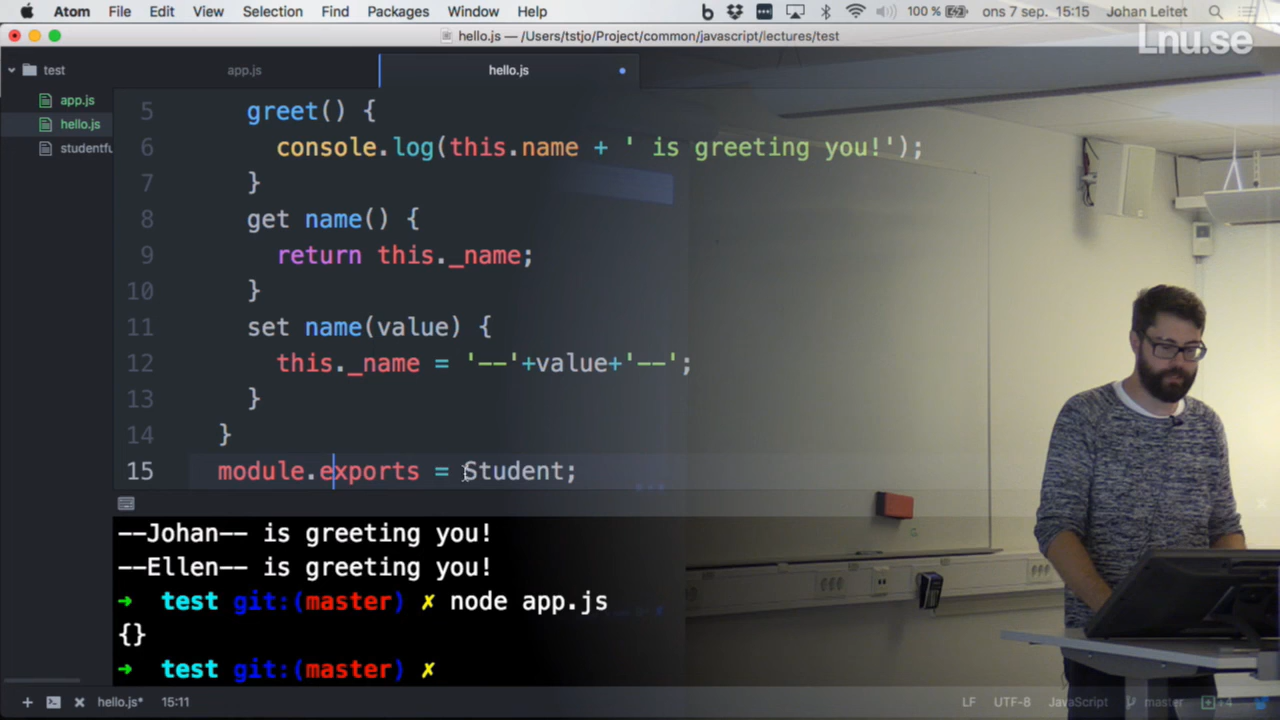 Atom File Edit View Selection Find Packages Window Help 100 % ons 7 sep. 15:15 Johan Leitet
hello.js — /Users/tstjo/Project/common/javascript/lectures/test
Lnu.se
test app.js hello.js
app.js
hello.js
studentfu
5 greet() {
6 console.log(this.name + ' is greeting you!');
7 }
8 get name() {
9 return this._name;
10 }
11 set name(value) {
12 this._name = '--'+value+'--';
13 }
14 }
15 module.exports = Student;
--Johan-- is greeting you!
--Ellen-- is greeting you!
➜ test git:(master) ✗ node app.js
{}
➜ test git:(master) ✗
hello.js* 15:11 LF UTF-8 JavaScript master